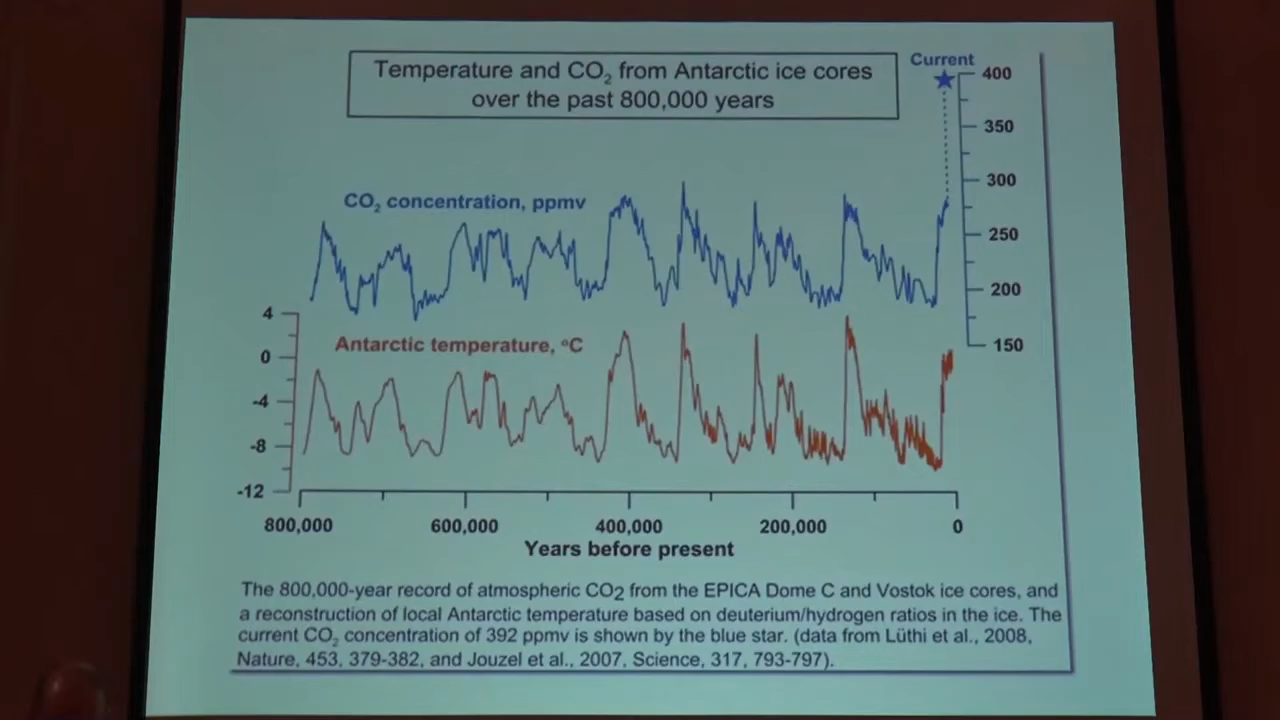 Temperature and CO₂ from Antarctic ice cores
over the past 800,000 years
Current
400
350
300
250
200
150
CO₂ concentration, ppmv
4
0
-4
-8
-12
Antarctic temperature, °C
800,000
600,000
400,000
200,000
0
Years before present
The 800,000-year record of atmospheric CO2 from the EPICA Dome C and Vostok ice cores, and
a reconstruction of local Antarctic temperature based on deuterium/hydrogen ratios in the ice. The
current CO₂ concentration of 392 ppmv is shown by the blue star. (data from Lüthi et al., 2008,
Nature, 453, 379-382, and Jouzel et al., 2007, Science, 317, 793-797).